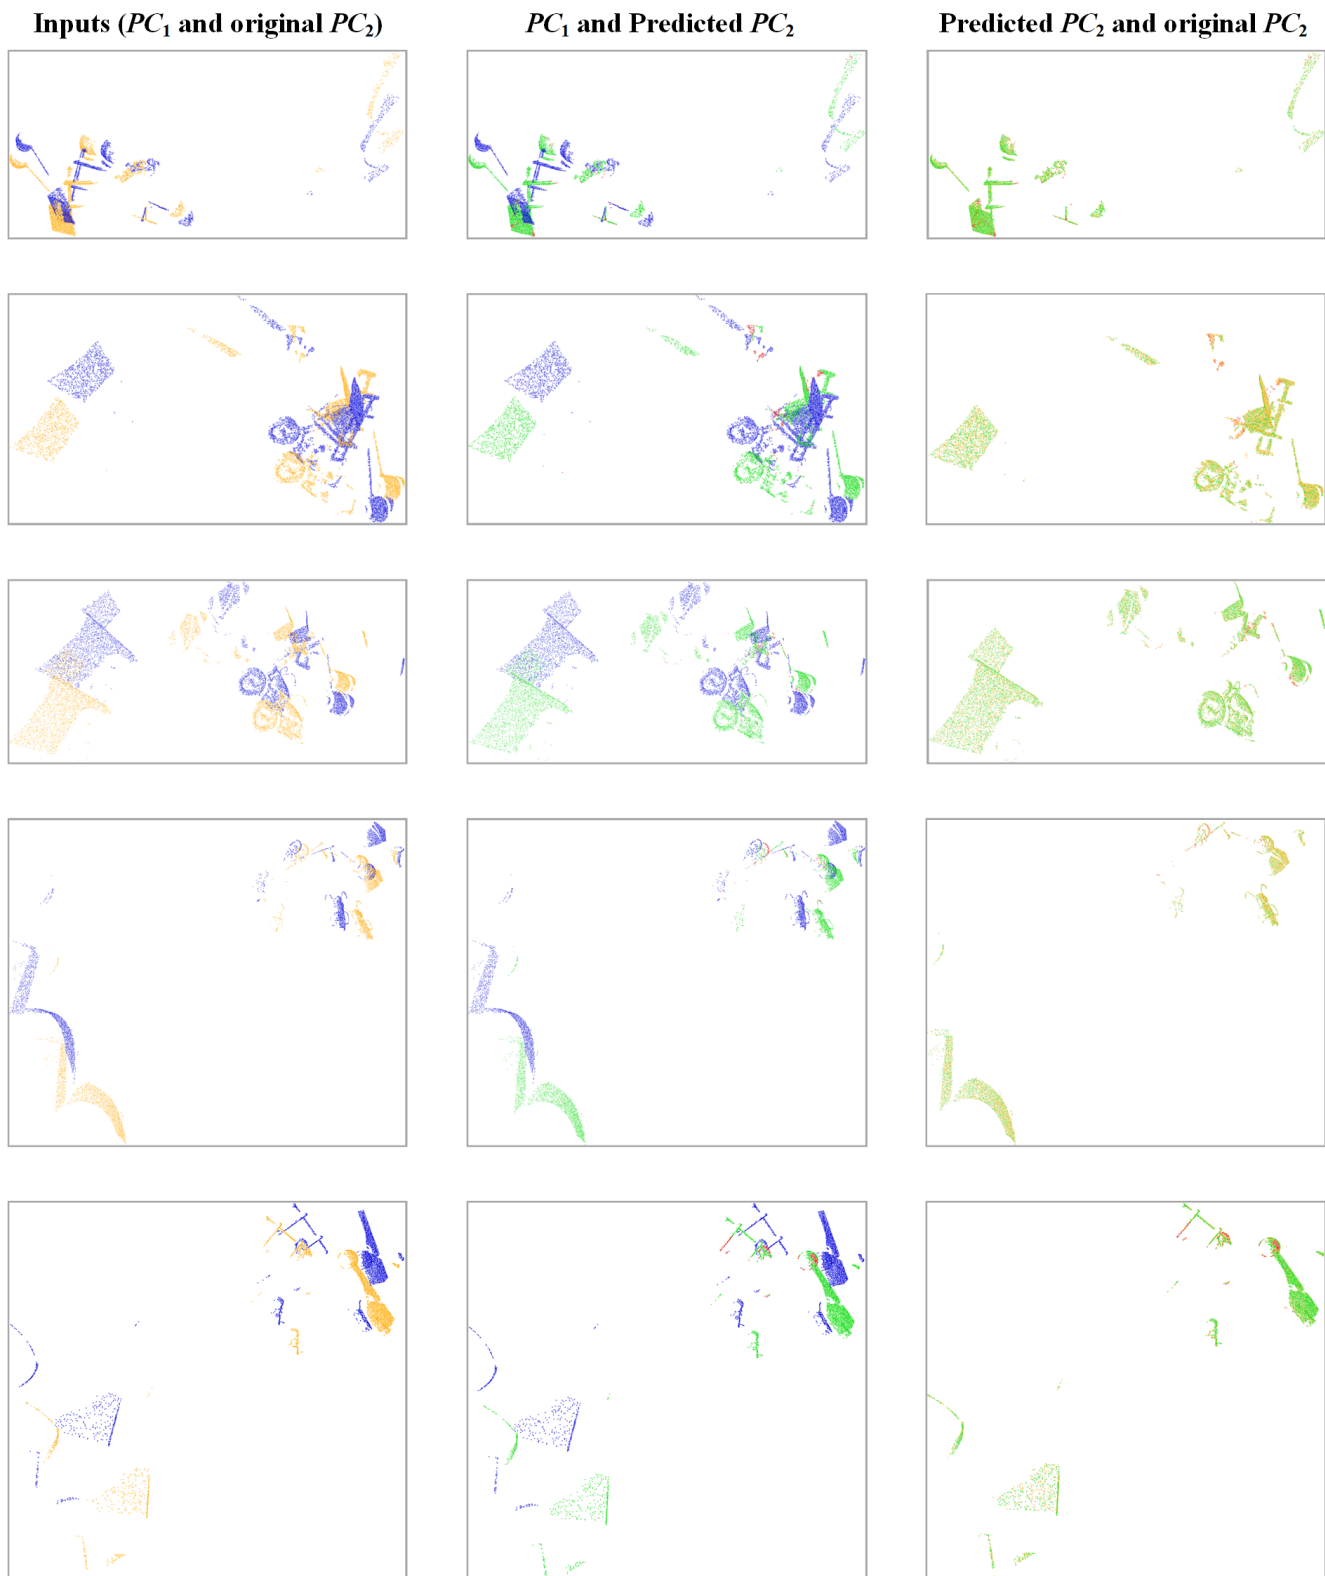 Inputs (PC₁ and original PC₂)
PC₁ and Predicted PC₂
Predicted PC₂ and original PC₂